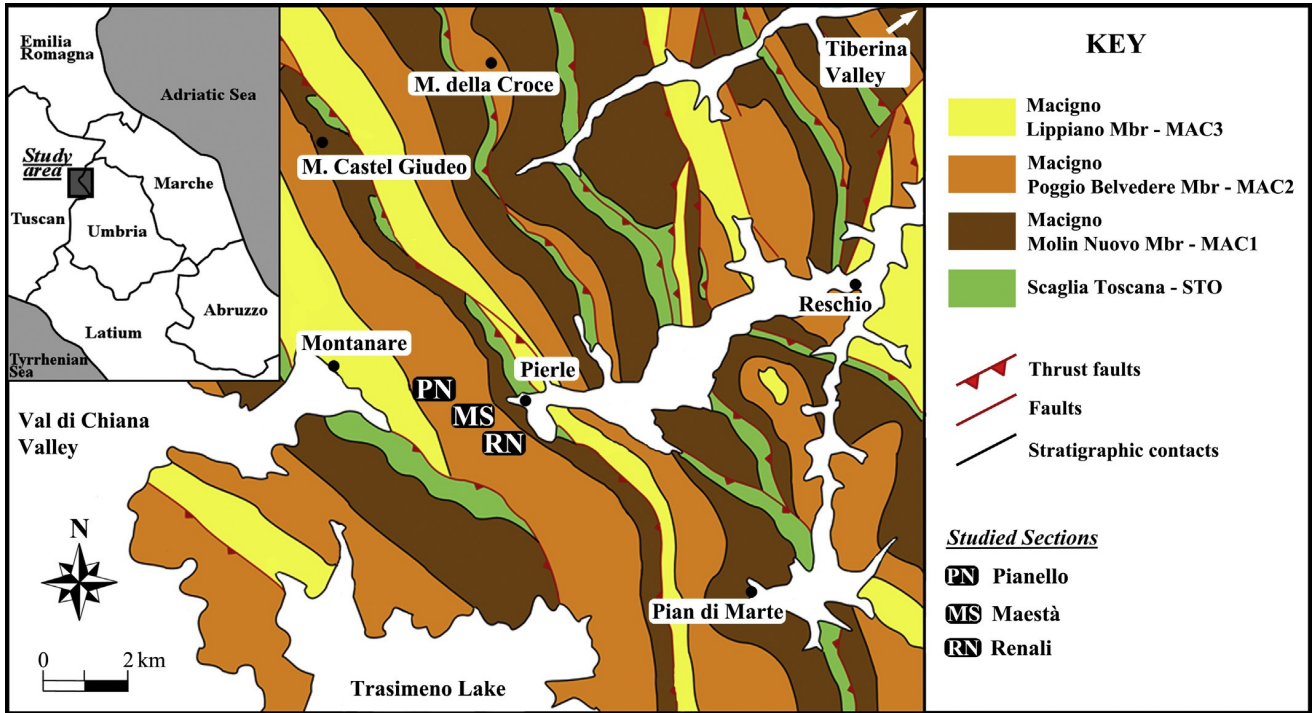 Emilia
Romagna
Adriatic Sea
Study
area
Marche
Tuscan
Umbria
Abruzzo
Latium
Tyrrhenian
Sea
Tiberina
Valley
M. della Croce
M. Castel Giudeo
Reschio
Montanare
Pierle
PN
MS
RN
Val di Chiana
Valley
N
Pian di Marte
0 2 km
Trasimeno Lake
KEY
Macigno
Lippiano Mbr - MAC3
Macigno
Poggio Belvedere Mbr - MAC2
Macigno
Molin Nuovo Mbr - MAC1
Scaglia Toscana - STO
Thrust faults
Faults
Stratigraphic contacts
Studied Sections
PN Pianello
MS Maestà
RN Renali